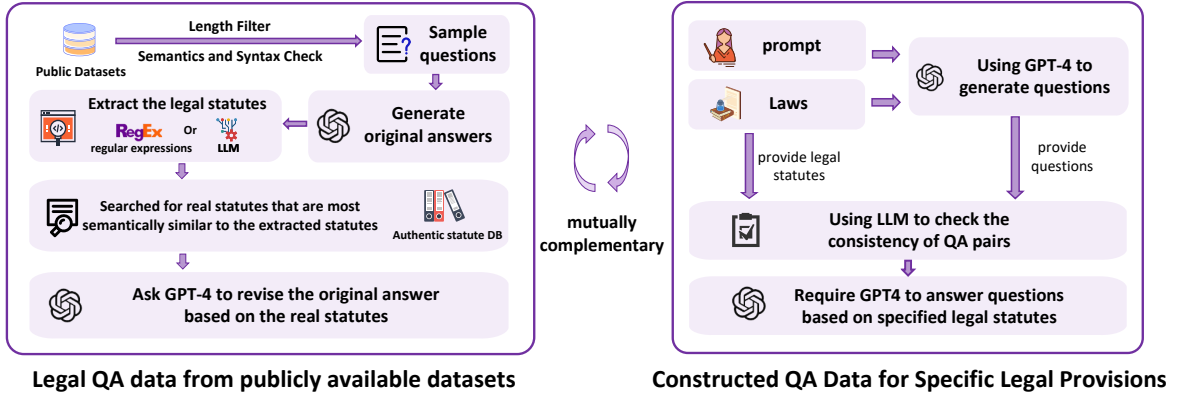 Public Datasets
Length Filter
Semantics and Syntax Check
Sample
questions
Generate
original answers
Extract the legal statutes
RegEx
Or
regular expressions
LLM
Searched for real statutes that are most
semantically similar to the extracted statutes
Authentic statute DB
Ask GPT-4 to revise the original answer
based on the real statutes
Legal QA data from publicly available datasets
mutually
complementary
prompt
Laws
Using GPT-4 to
generate questions
provide legal
statutes
provide
questions
Using LLM to check the
consistency of QA pairs
Require GPT4 to answer questions
based on specified legal statutes
Constructed QA Data for Specific Legal Provisions